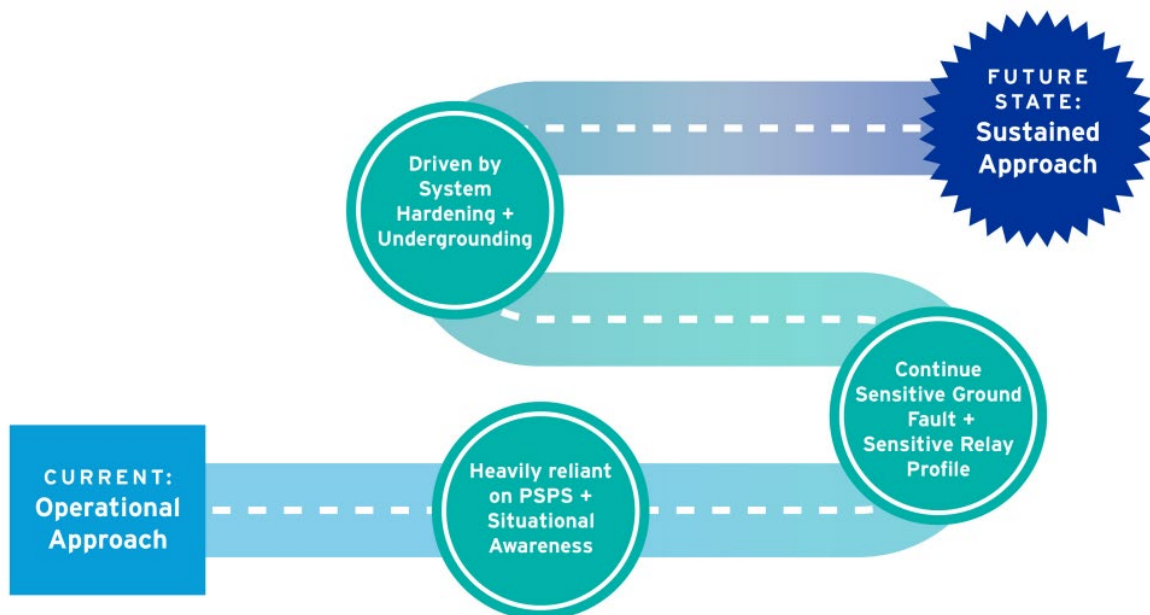 FUTURE
STATE:
Sustained
Approach
Driven by
System
Hardening +
Undergrounding
Continue
Sensitive Ground
Fault +
Sensitive Relay
Profile
CURRENT:
Operational
Approach
Heavily reliant
on PSPS +
Situational
Awareness